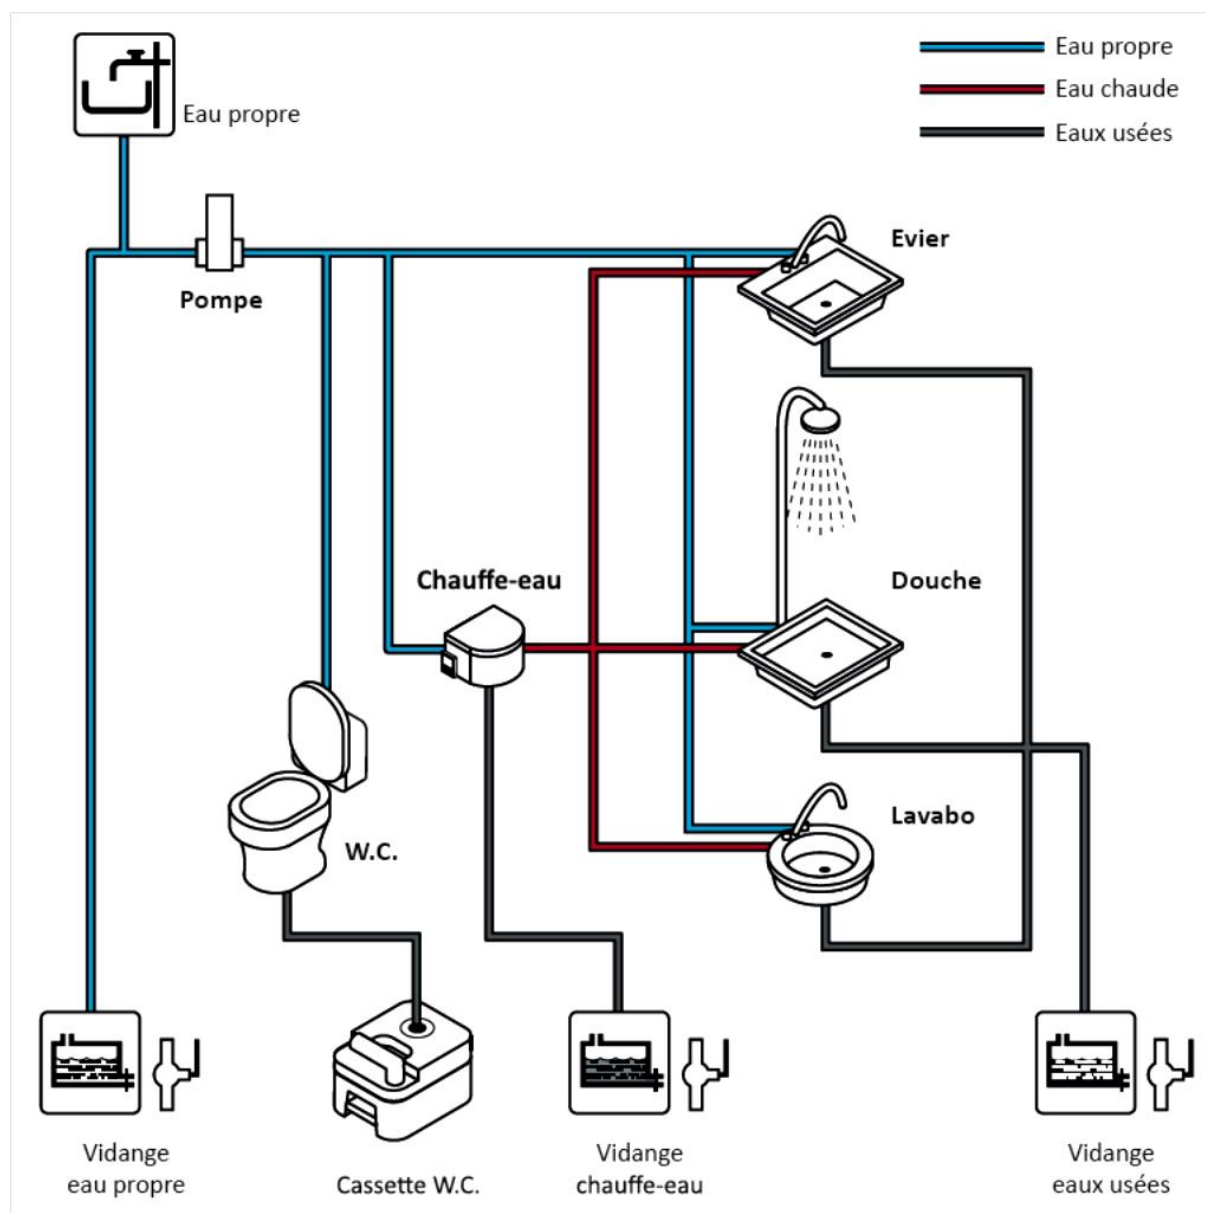 Eau propre
Eau propre
Eau chaude
Eaux usées
Evier
Pompe
Chauffe-eau
Douche
Lavabo
W.C.
Vidange
eau propre
Cassette W.C.
Vidange
chauffe-eau
Vidange
eaux usées